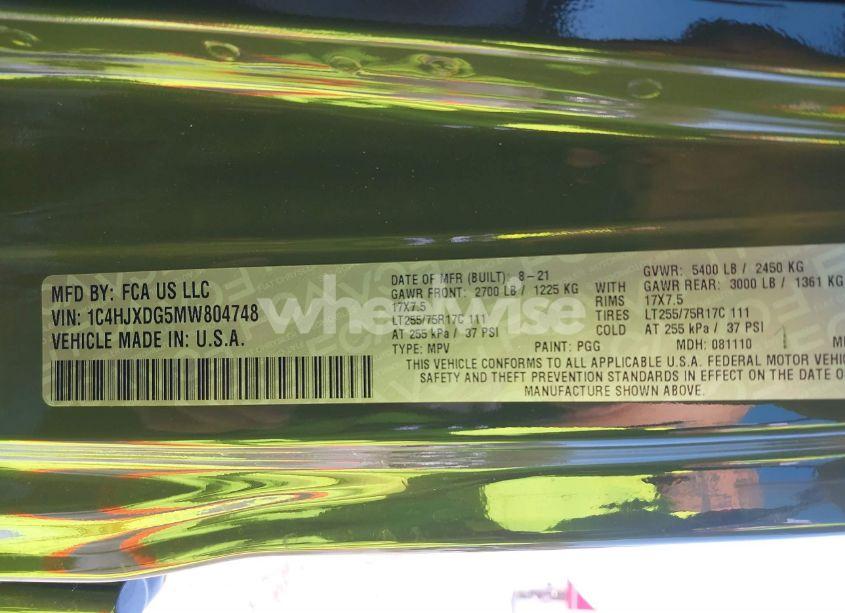 MFD BY: FCA US LLC
VIN: 1C4HJXDG5MW804748
VEHICLE MADE IN: U.S.A.
DATE OF MFR (BUILT): 8-21
GVWR: 5400 LB / 2450 KG
GAWR FRONT: 2700 LB / 1225 KG WITH GAWR REAR: 3000 LB / 1361 KG
17X7.5 RIMS 17X7.5
LT255/75R17C 111 TIRES LT255/75R17C 111
AT 255 kPa / 37 PSI COLD AT 255 kPa / 37 PSI
TYPE: MPV PAINT: PGG MDH: 081110
THIS VEHICLE CONFORMS TO ALL APPLICABLE U.S.A. FEDERAL MOTOR
SAFETY AND THEFT PREVENTION STANDARDS IN EFFECT ON THE DATE OF
MANUFACTURE SHOWN ABOVE.
wheelwise